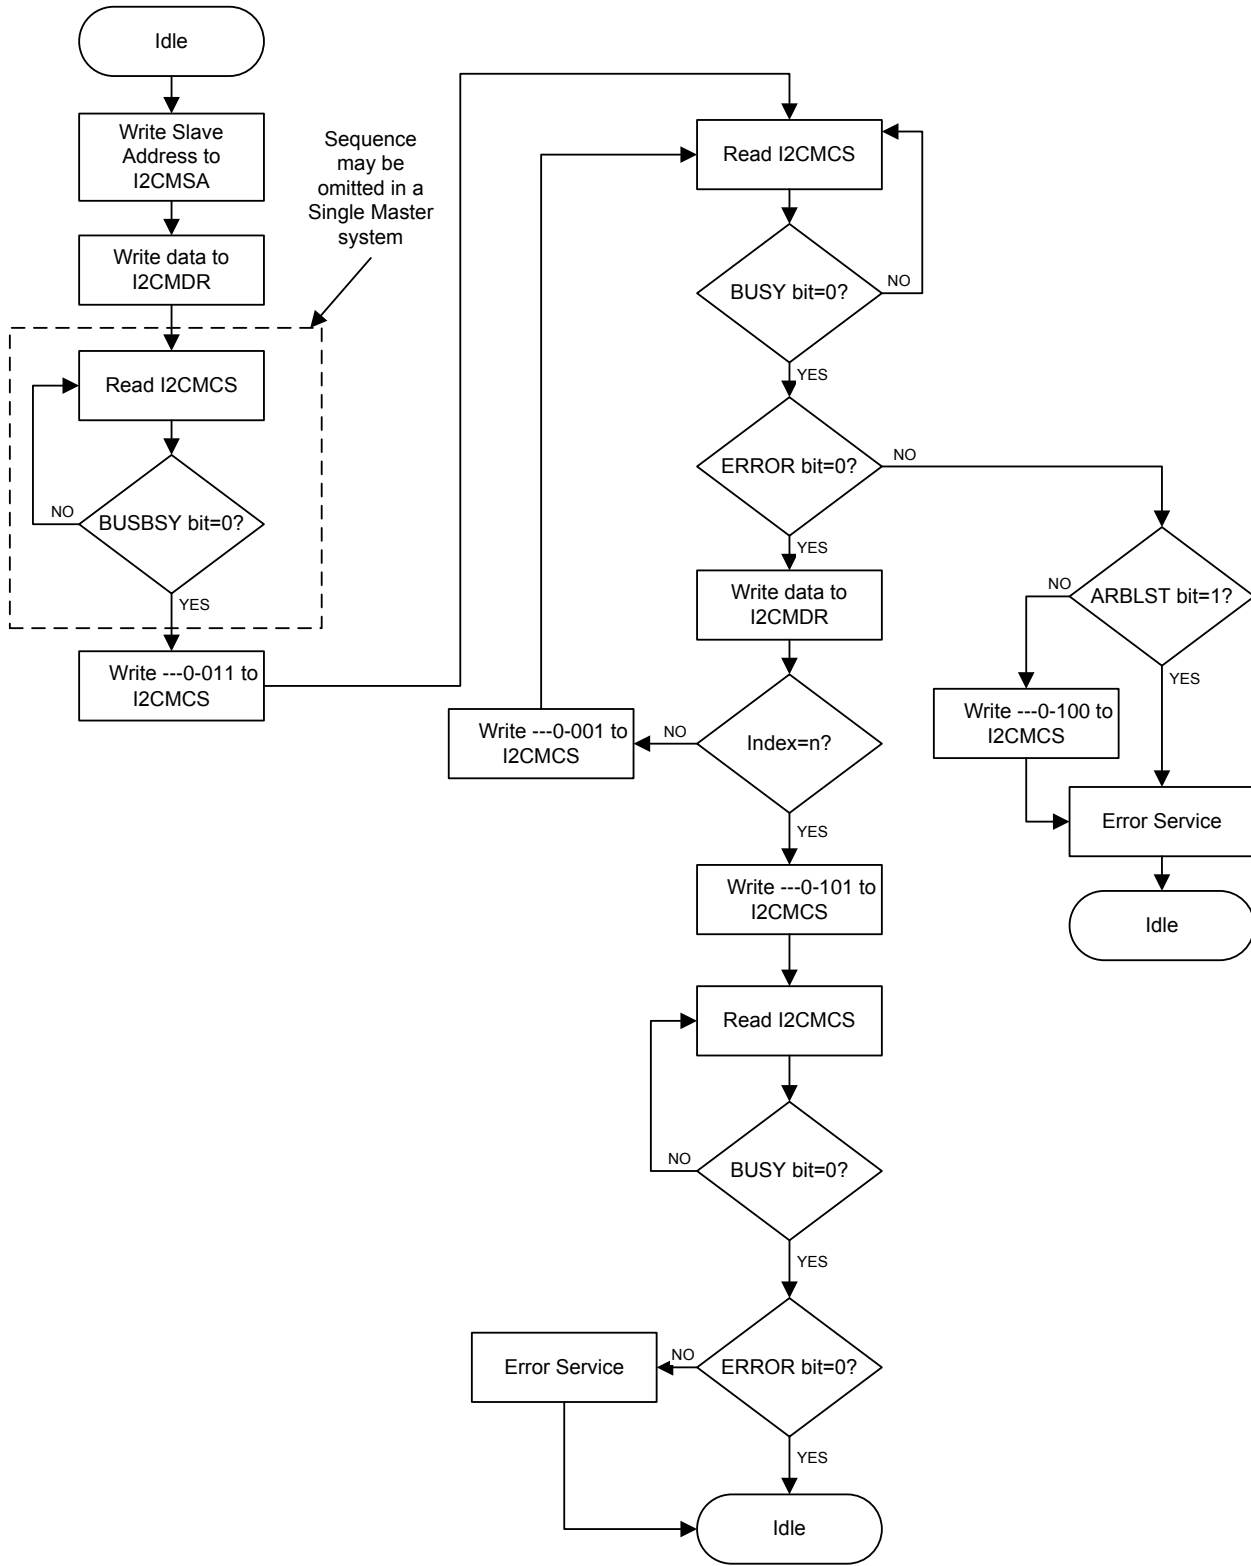 Idle
Write Slave
Address to
I2CMSA
Write data to
I2CMDR
Sequence
may be
omitted in a
Single Master
system
Read I2CMCS
BUSBSY bit=0?
NO
YES
Write ---0-011 to
I2CMCS
Read I2CMCS
BUSY bit=0?
NO
YES
ERROR bit=0?
NO
YES
Write data to
I2CMDR
Index=n?
NO
Write ---0-001 to
I2CMCS
YES
ARBLST bit=1?
NO
YES
Write ---0-100 to
I2CMCS
Error Service
Idle
Write ---0-101 to
I2CMCS
Read I2CMCS
BUSY bit=0?
NO
YES
ERROR bit=0?
NO
Error Service
YES
Idle